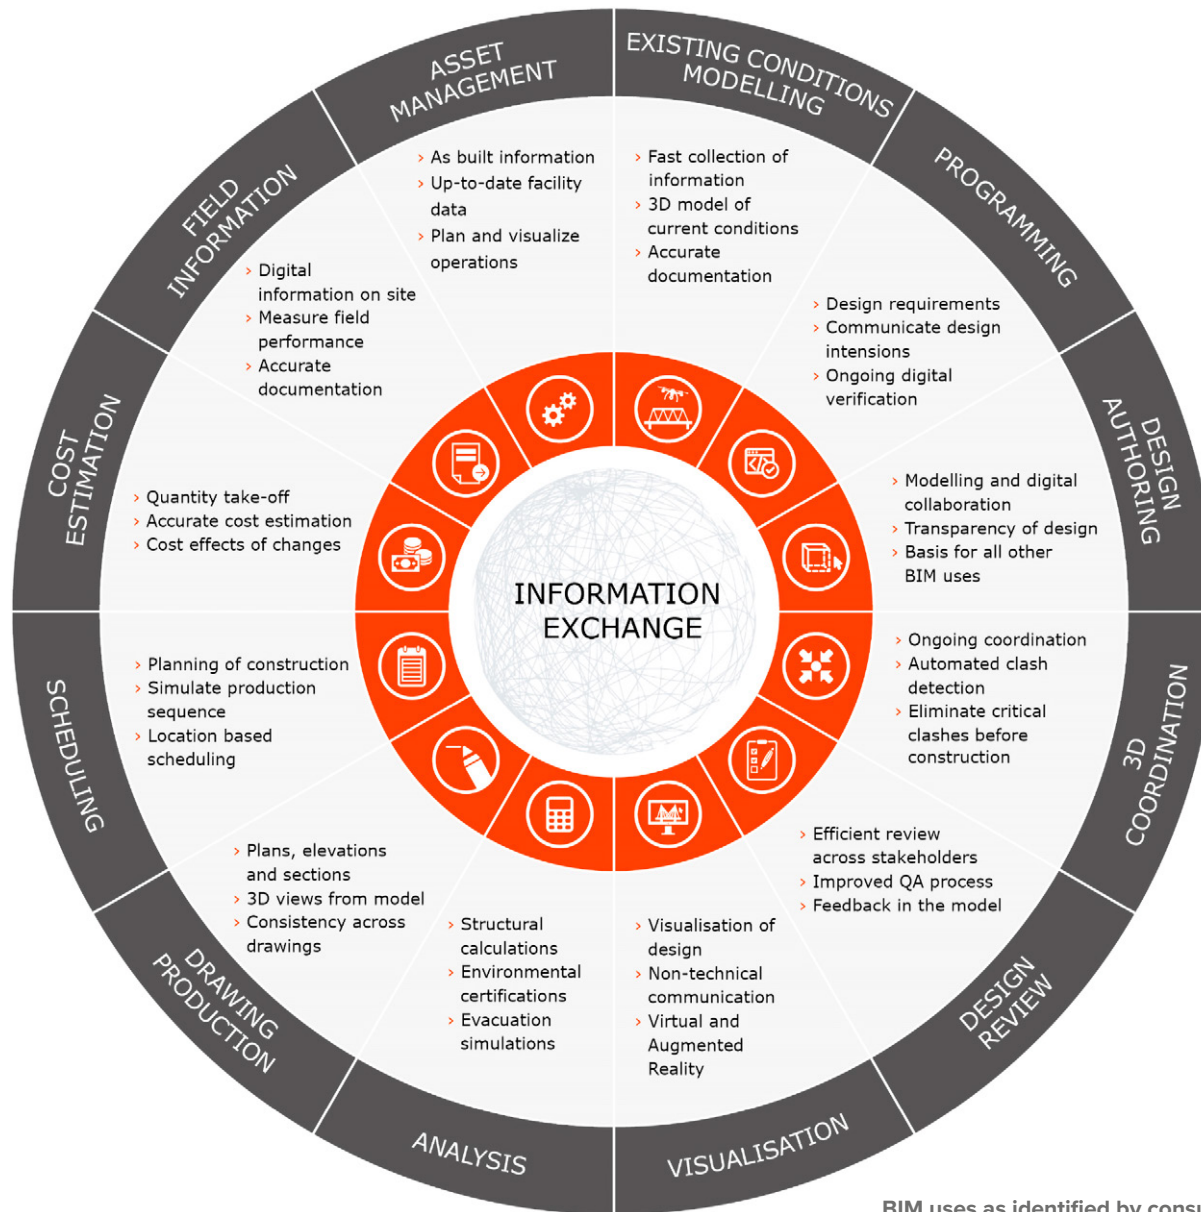 ASSET
MANAGEMENT
› As built information
› Up-to-date facility
data
› Plan and visualize
operations
EXISTING CONDITIONS
MODELLING
› Fast collection of
information
› 3D model of
current conditions
› Accurate
documentation
PROGRAMMING
› Design requirements
› Communicate design
intensions
› Ongoing digital
verification
DESIGN
AUTHORING
› Modelling and digital
collaboration
› Transparency of design
› Basis for all other
BIM uses
3D
COORDINATION
› Ongoing coordination
› Automated clash
detection
› Eliminate critical
clashes before
construction
DESIGN
REVIEW
› Efficient review
across stakeholders
› Improved QA process
› Feedback in the model
VISUALISATION
› Visualisation of
design
› Non-technical
communication
› Virtual and
Augmented
Reality
ANALYSIS
› Structural
calculations
› Environmental
certifications
› Evacuation
simulations
DRAWING
PRODUCTION
› Plans, elevations
and sections
› 3D views from model
› Consistency across
drawings
SCHEDULING
› Planning of construction
› Simulate production
sequence
› Location based
scheduling
COST
ESTIMATION
› Quantity take-off
› Accurate cost estimation
› Cost effects of changes
FIELD
INFORMATION
› Digital
information on site
› Measure field
performance
› Accurate
documentation
INFORMATION
EXCHANGE
BIM uses as identified by